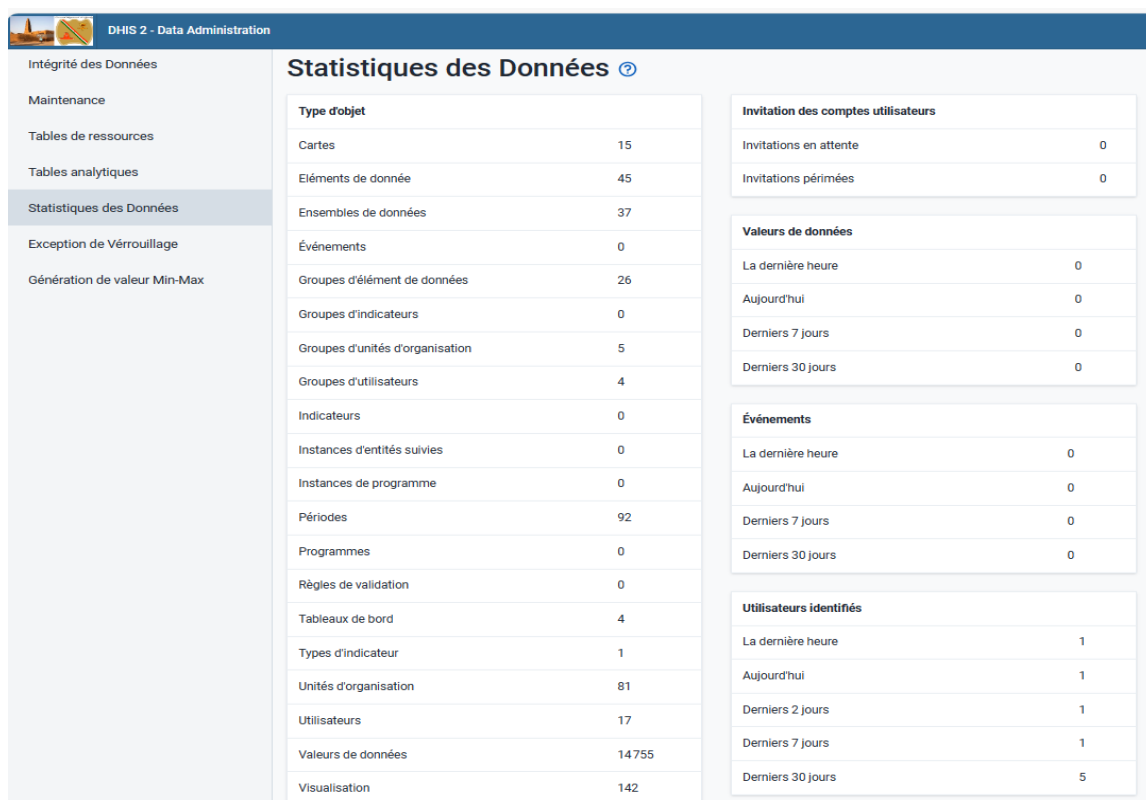 DHIS 2 - Data Administration
Intégrité des Données
Maintenance
Tables de ressources
Tables analytiques
Statistiques des Données
Exception de Vérrouillage
Génération de valeur Min-Max
Statistiques des Données ?
Type d'objet
Cartes 15
Eléments de donnée 45
Ensembles de données 37
Événements 0
Groupes d'élément de données 26
Groupes d'indicateurs 0
Groupes d'unités d'organisation 5
Groupes d'utilisateurs 4
Indicateurs 0
Instances d'entités suivies 0
Instances de programme 0
Périodes 92
Programmes 0
Règles de validation 0
Tableaux de bord 4
Types d'indicateur 1
Unités d'organisation 81
Utilisateurs 17
Valeurs de données 14 755
Visualisation 142
Invitation des comptes utilisateurs
Invitations en attente 0
Invitations périmées 0
Valeurs de données
La dernière heure 0
Aujourd'hui 0
Derniers 7 jours 0
Derniers 30 jours 0
Événements
La dernière heure 0
Aujourd'hui 0
Derniers 7 jours 0
Derniers 30 jours 0
Utilisateurs identifiés
La dernière heure 1
Aujourd'hui 1
Derniers 2 jours 1
Derniers 7 jours 1
Derniers 30 jours 5